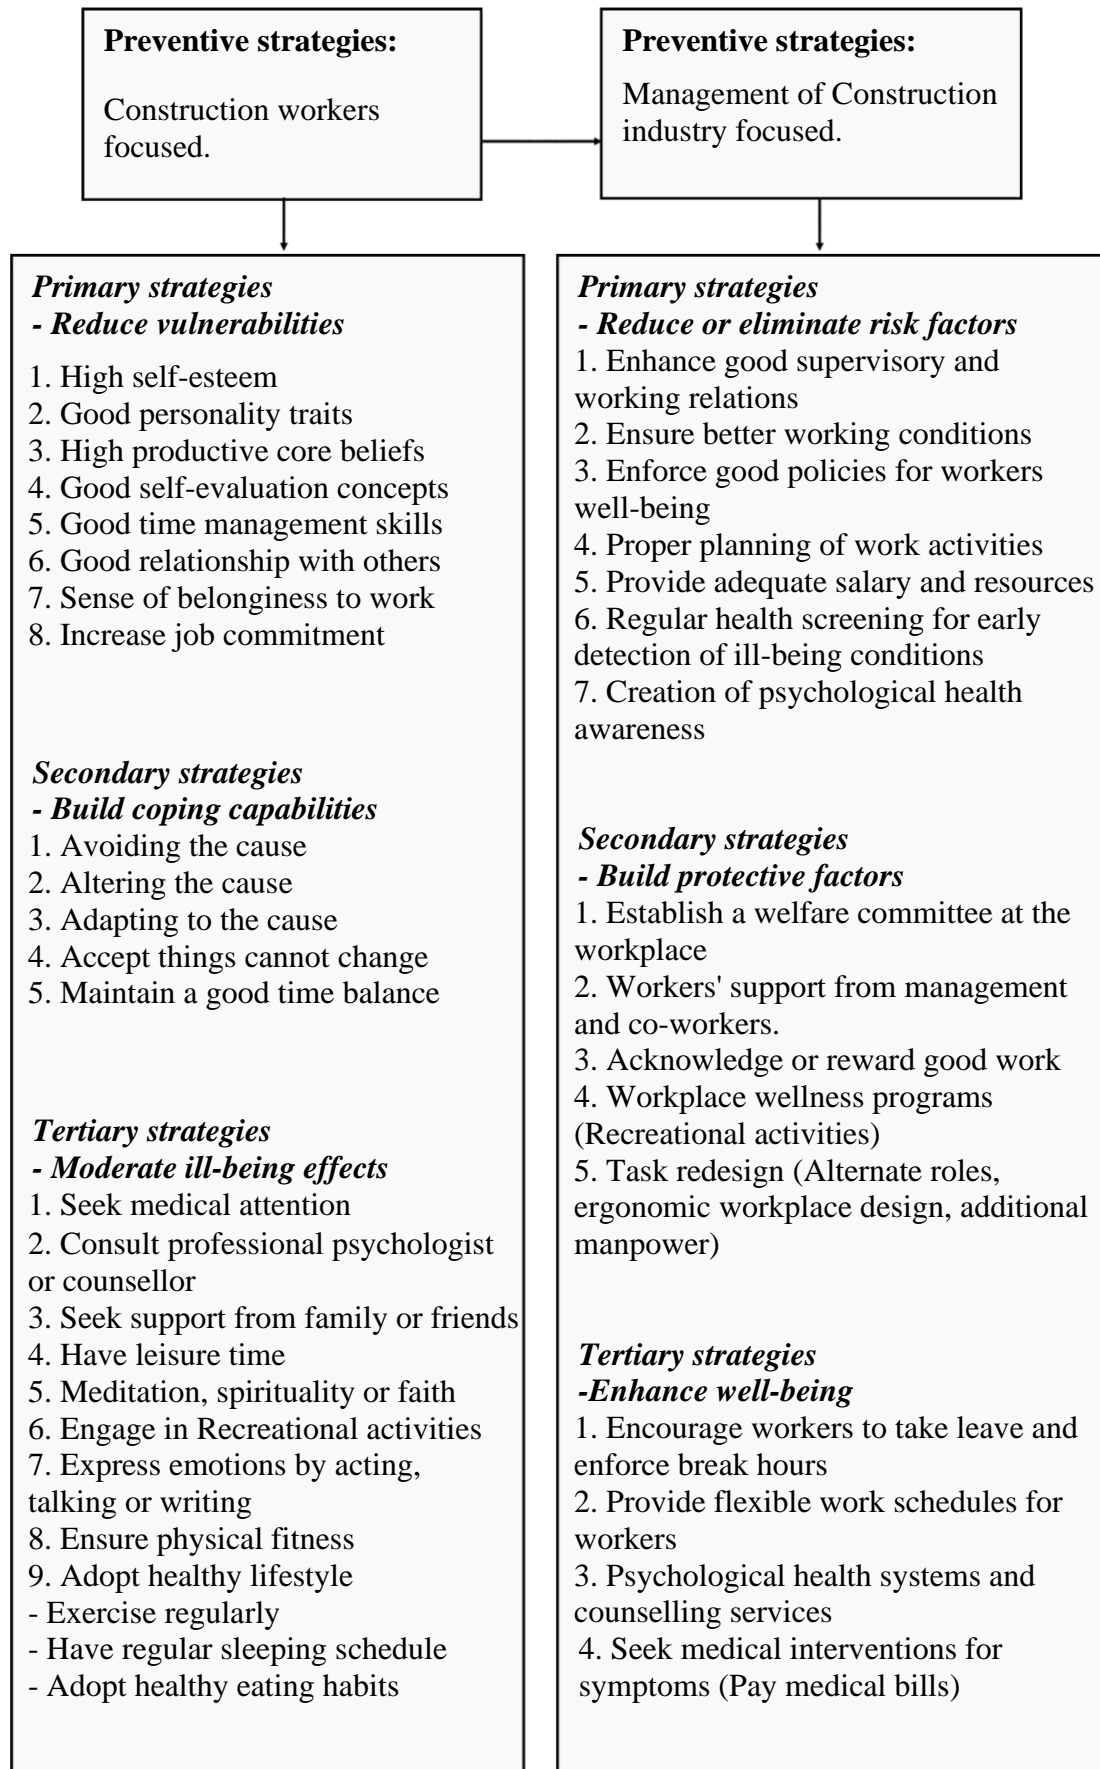 Preventive strategies:
Construction workers
focused.
Preventive strategies:
Management of Construction
industry focused.
Primary strategies
- Reduce vulnerabilities
1. High self-esteem
2. Good personality traits
3. High productive core beliefs
4. Good self-evaluation concepts
5. Good time management skills
6. Good relationship with others
7. Sense of belonginess to work
8. Increase job commitment
Secondary strategies
- Build coping capabilities
1. Avoiding the cause
2. Altering the cause
3. Adapting to the cause
4. Accept things cannot change
5. Maintain a good time balance
Tertiary strategies
- Moderate ill-being effects
1. Seek medical attention
2. Consult professional psychologist
or counsellor
3. Seek support from family or friends
4. Have leisure time
5. Meditation, spirituality or faith
6. Engage in Recreational activities
7. Express emotions by acting,
talking or writing
8. Ensure physical fitness
9. Adopt healthy lifestyle
- Exercise regularly
- Have regular sleeping schedule
- Adopt healthy eating habits
Primary strategies
- Reduce or eliminate risk factors
1. Enhance good supervisory and
working relations
2. Ensure better working conditions
3. Enforce good policies for workers
well-being
4. Proper planning of work activities
5. Provide adequate salary and resources
6. Regular health screening for early
detection of ill-being conditions
7. Creation of psychological health
awareness
Secondary strategies
- Build protective factors
1. Establish a welfare committee at the
workplace
2. Workers' support from management
and co-workers.
3. Acknowledge or reward good work
4. Workplace wellness programs
(Recreational activities)
5. Task redesign (Alternate roles,
ergonomic workplace design, additional
manpower)
Tertiary strategies
-Enhance well-being
1. Encourage workers to take leave and
enforce break hours
2. Provide flexible work schedules for
workers
3. Psychological health systems and
counselling services
4. Seek medical interventions for
symptoms (Pay medical bills)